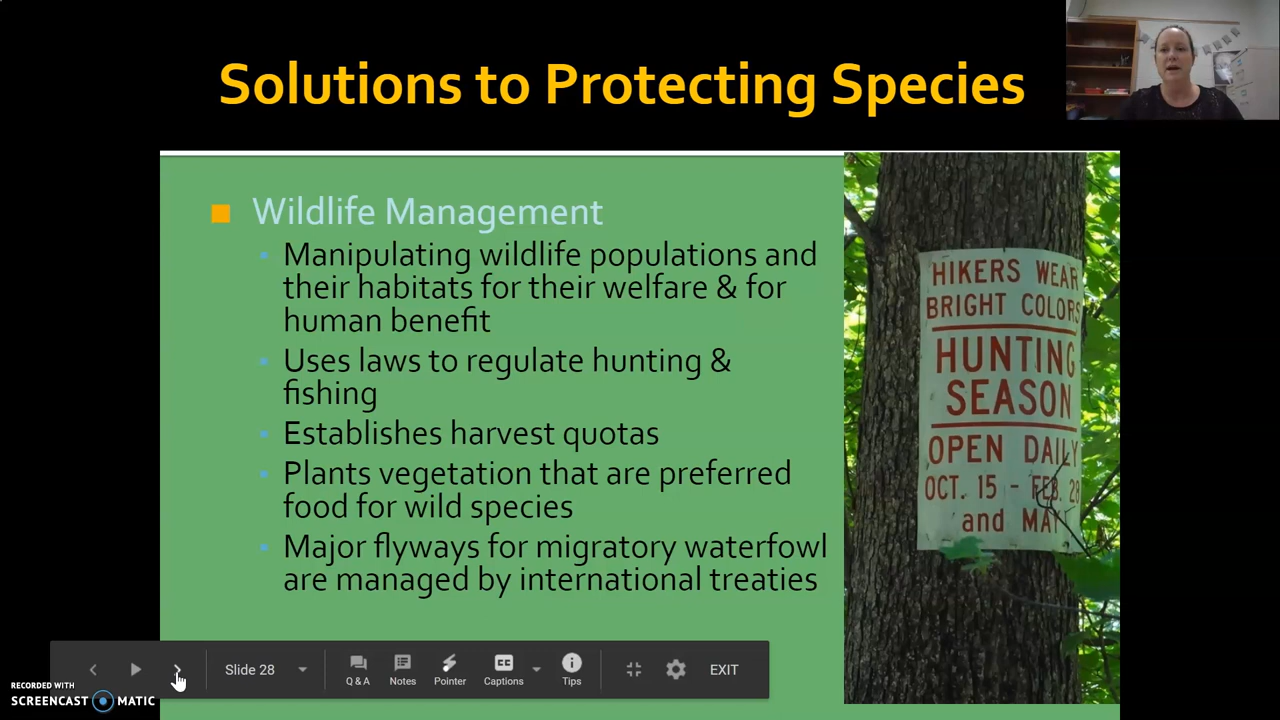 Solutions to Protecting Species
Wildlife Management
Manipulating wildlife populations and
their habitats for their welfare & for
human benefit
Uses laws to regulate hunting &
fishing
Establishes harvest quotas
Plants vegetation that are preferred
food for wild species
Major flyways for migratory waterfowl
are managed by international treaties
HIKERS WEAR
BRIGHT COLORS
HUNTING
SEASON
OPEN DAILY
OCT. 15 - FEB. 28
and MAY
Slide 28
Q & A
Notes
Pointer
CC
Captions
Tips
EXIT
RECORDED WITH
SCREENCAST MATIC